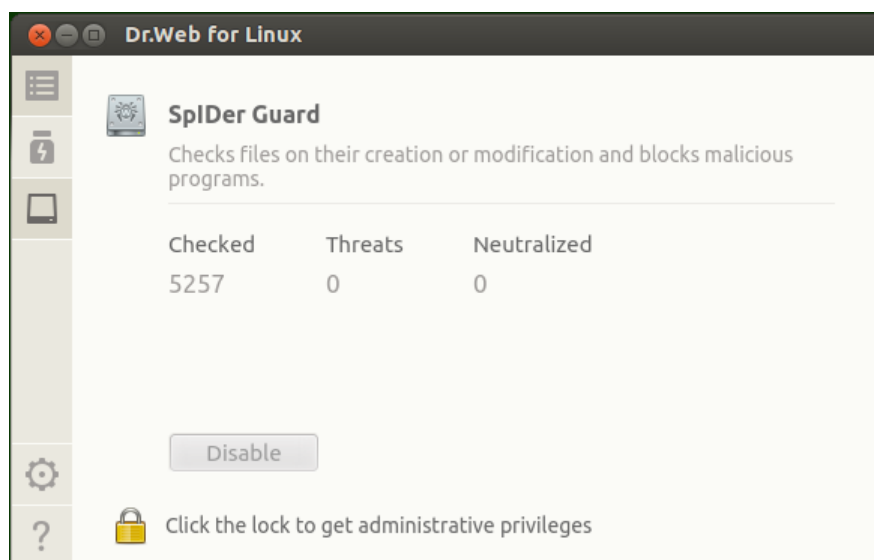 Dr.Web for Linux
SpIDer Guard
Checks files on their creation or modification and blocks malicious
programs.
Checked Threats Neutralized
5257 0 0
Disable
Click the lock to get administrative privileges
?